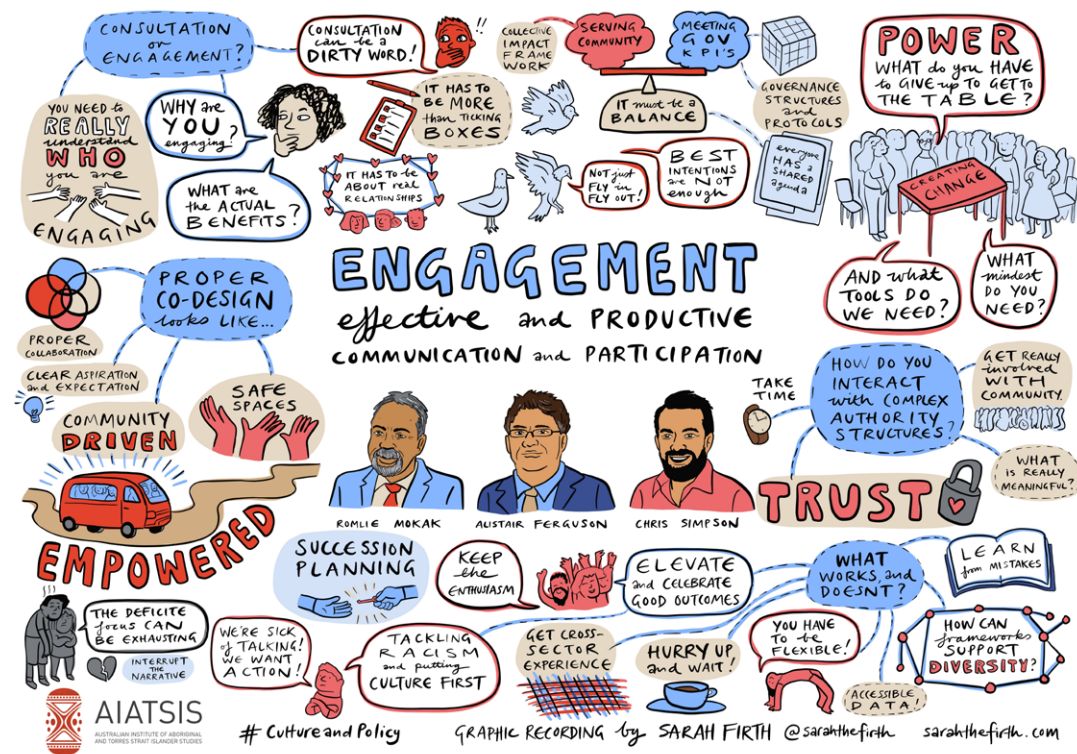 CONSULTATION
or
ENGAGEMENT?
CONSULTATION
can be a
DIRTY WORD!
!!
YOU NEED to
REALLY
understand
WHO
you are
ENGAGING
WHY are
YOU
engaging?
WHAT are
the ACTUAL
BENEFITS?
IT HAS TO
BE MORE
than TICKING
BOXES
IT HAS to be
ABOUT real
RELATIONSHIPS
COLLECTIVE
IMPACT
FRAME
WORK
SERVING
COMMUNITY
MEETING
GOV
KPI'S
IT must be a
BALANCE
GOVERNANCE
STRUCTURES
and
PROTOCOLS
NOT just
FLY in
FLY OUT!
BEST
INTENTIONS
are NOT
enough
everyone
HAS a
SHARED
agenda
POWER
WHAT do you HAVE
to GIVE up TO GET TO
THE TABLE?
CREATING
CHANGE
AND what
TOOLS DO
WE NEED?
WHAT
mindest
DO YOU
NEED?
ENGAGEMENT
effective and PRODUCTIVE
COMMUNICATION and PARTICIPATION
PROPER
CO-DESIGN
looks LIKE...
PROPER
COLLABORATION
CLEAR ASPIRATION
and EXPECTATION
COMMUNITY
DRIVEN
SAFE
SPACES
EMPOWERED
ROMLIE MOKAK
ALISTAIR FERGUSON
CHRIS SIMPSON
TAKE
TIME
HOW DO YOU
INTERACT
with COMPLEX
AUTHORITY
STRUCTURES?
GET REALLY
involved
WITH
COMMUNITY.
WHAT
IS REALLY
MEANINGFUL?
TRUST
SUCCESSION
PLANNING
KEEP
the
ENTHUSIASM
ELEVATE
and CELEBRATE
GOOD OUTCOMES
WHAT
WORKS, and
DOESNT?
LEARN
from MISTAKES
THE DEFICITE
focus CAN
BE EXHAUSTING
INTERRUPT
THE
NARRATIVE
WE'RE SICK
of TALKING!
WE WANT
ACTION!
TACKLING
RACISM
and putting
CULTURE FIRST
GET CROSS-
SECTOR
EXPERIENCE
HURRY UP
and WAIT!
YOU HAVE
TO be
FLEXIBLE!
ACCESSIBLE
DATA!
HOW CAN
frameworks
SUPPORT
DIVERSITY?
AIATSIS
AUSTRALIAN INSTITUTE OF ABORIGINAL
AND TORRES STRAIT ISLANDER STUDIES
# Culture and Policy
GRAPHIC RECORDING by SARAH FIRTH @sarahthefirth sarahthefirth.com